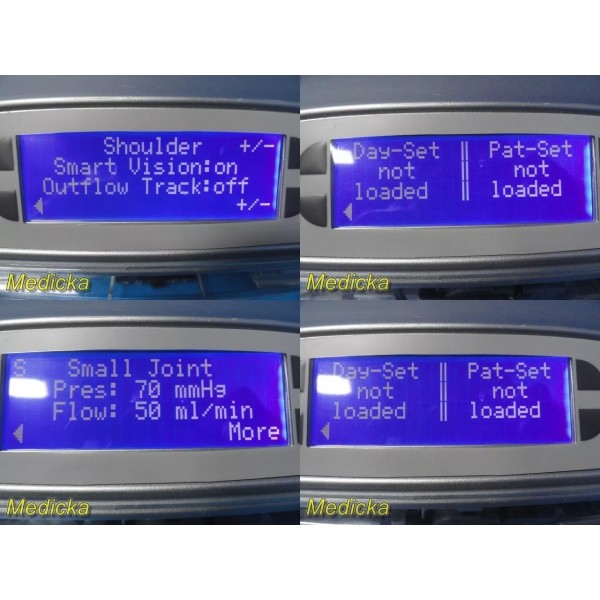 Shoulder +/-
Smart Vision:on
Outflow Track:off
+/-
Medicka
Day-Set Pat-Set
not not
loaded loaded
Medicka
S Small Joint
Pres: 70 mmHg
Flow: 50 ml/min
More
Medicka
Day-Set Pat-Set
not not
loaded loaded
Medicka